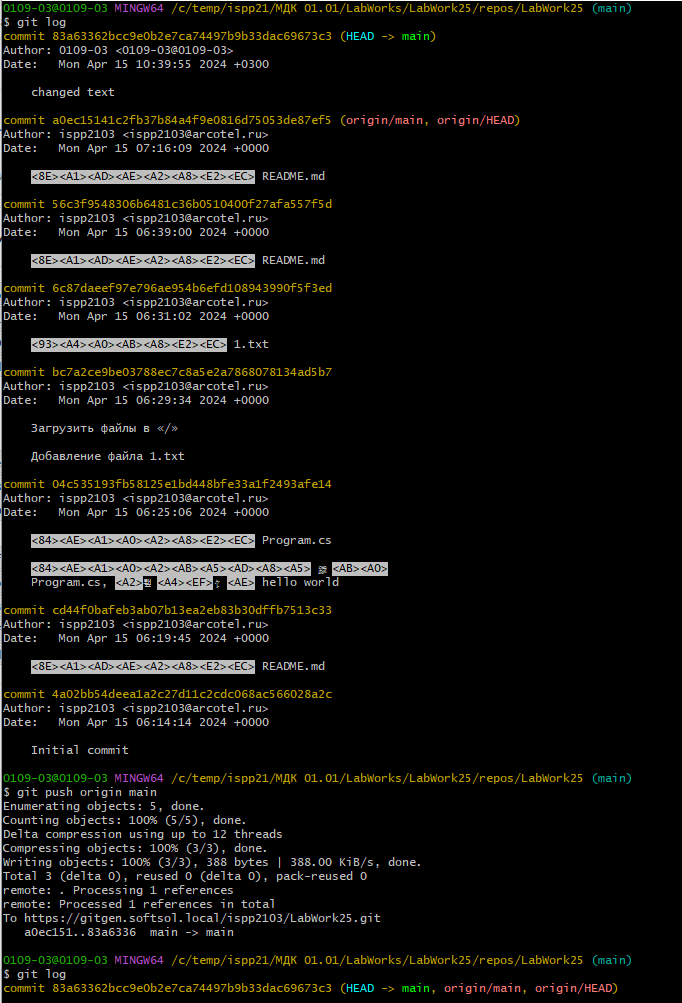 0109-03@0109-03 MINGW64 /c/temp/ispp21/МДК 01.01/LabWorks/LabWork25/repos/LabWork25 (main)
$ git log
commit 83a63362bcc9e0b2e7ca74497b9b33dac69673c3 (HEAD -> main)
Author: 0109-03 <0109-03@0109-03>
Date:   Mon Apr 15 10:39:55 2024 +0300
changed text
commit a0ec15141c2fb37b84a4f9e0816d75053de87ef5 (origin/main, origin/HEAD)
Author: ispp2103 <ispp2103@arcotel.ru>
Date:   Mon Apr 15 07:16:09 2024 +0000
<8E><A1><AD><AE><A2><A8><E2><EC> README.md
commit 56c3f9548306b6481c36b0510400f27afa557f5d
Author: ispp2103 <ispp2103@arcotel.ru>
Date:   Mon Apr 15 06:39:00 2024 +0000
<8E><A1><AD><AE><A2><A8><E2><EC> README.md
commit 6c87daeef97e796ae954b6efd108943990f5f3ed
Author: ispp2103 <ispp2103@arcotel.ru>
Date:   Mon Apr 15 06:31:02 2024 +0000
<93><A4><A0><AB><A8><E2><EC> 1.txt
commit bc7a2ce9be03788ec7c8a5e2a7868078134ad5b7
Author: ispp2103 <ispp2103@arcotel.ru>
Date:   Mon Apr 15 06:29:34 2024 +0000
Загрузить файлы в «/»
Добавление файла 1.txt
commit 04c535193fb58125e1bd448bfe33a1f2493afe14
Author: ispp2103 <ispp2103@arcotel.ru>
Date:   Mon Apr 15 06:25:06 2024 +0000
<84><AE><A1><A0><A2><A8><E2><EC> Program.cs
<84><AE><A1><A0><A2><AB><A5><AD><A8><A5> <AB><A0>
Program.cs, <A2> <A4><EF> <AE> hello world
commit cd44f0bafeb3ab07b13ea2eb83b30dffb7513c33
Author: ispp2103 <ispp2103@arcotel.ru>
Date:   Mon Apr 15 06:19:45 2024 +0000
<8E><A1><AD><AE><A2><A8><E2><EC> README.md
commit 4a02bb54deea1a2c27d11c2cdc068ac566028a2c
Author: ispp2103 <ispp2103@arcotel.ru>
Date:   Mon Apr 15 06:14:14 2024 +0000
Initial commit
0109-03@0109-03 MINGW64 /c/temp/ispp21/МДК 01.01/LabWorks/LabWork25/repos/LabWork25 (main)
$ git push origin main
Enumerating objects: 5, done.
Counting objects: 100% (5/5), done.
Delta compression using up to 12 threads
Compressing objects: 100% (3/3), done.
Writing objects: 100% (3/3), 388 bytes | 388.00 KiB/s, done.
Total 3 (delta 0), reused 0 (delta 0), pack-reused 0
remote: . Processing 1 references
remote: Processed 1 references in total
To https://gitgen.softsol.local/ispp2103/LabWork25.git
   a0ec151..83a6336  main -> main
0109-03@0109-03 MINGW64 /c/temp/ispp21/МДК 01.01/LabWorks/LabWork25/repos/LabWork25 (main)
$ git log
commit 83a63362bcc9e0b2e7ca74497b9b33dac69673c3 (HEAD -> main, origin/main, origin/HEAD)